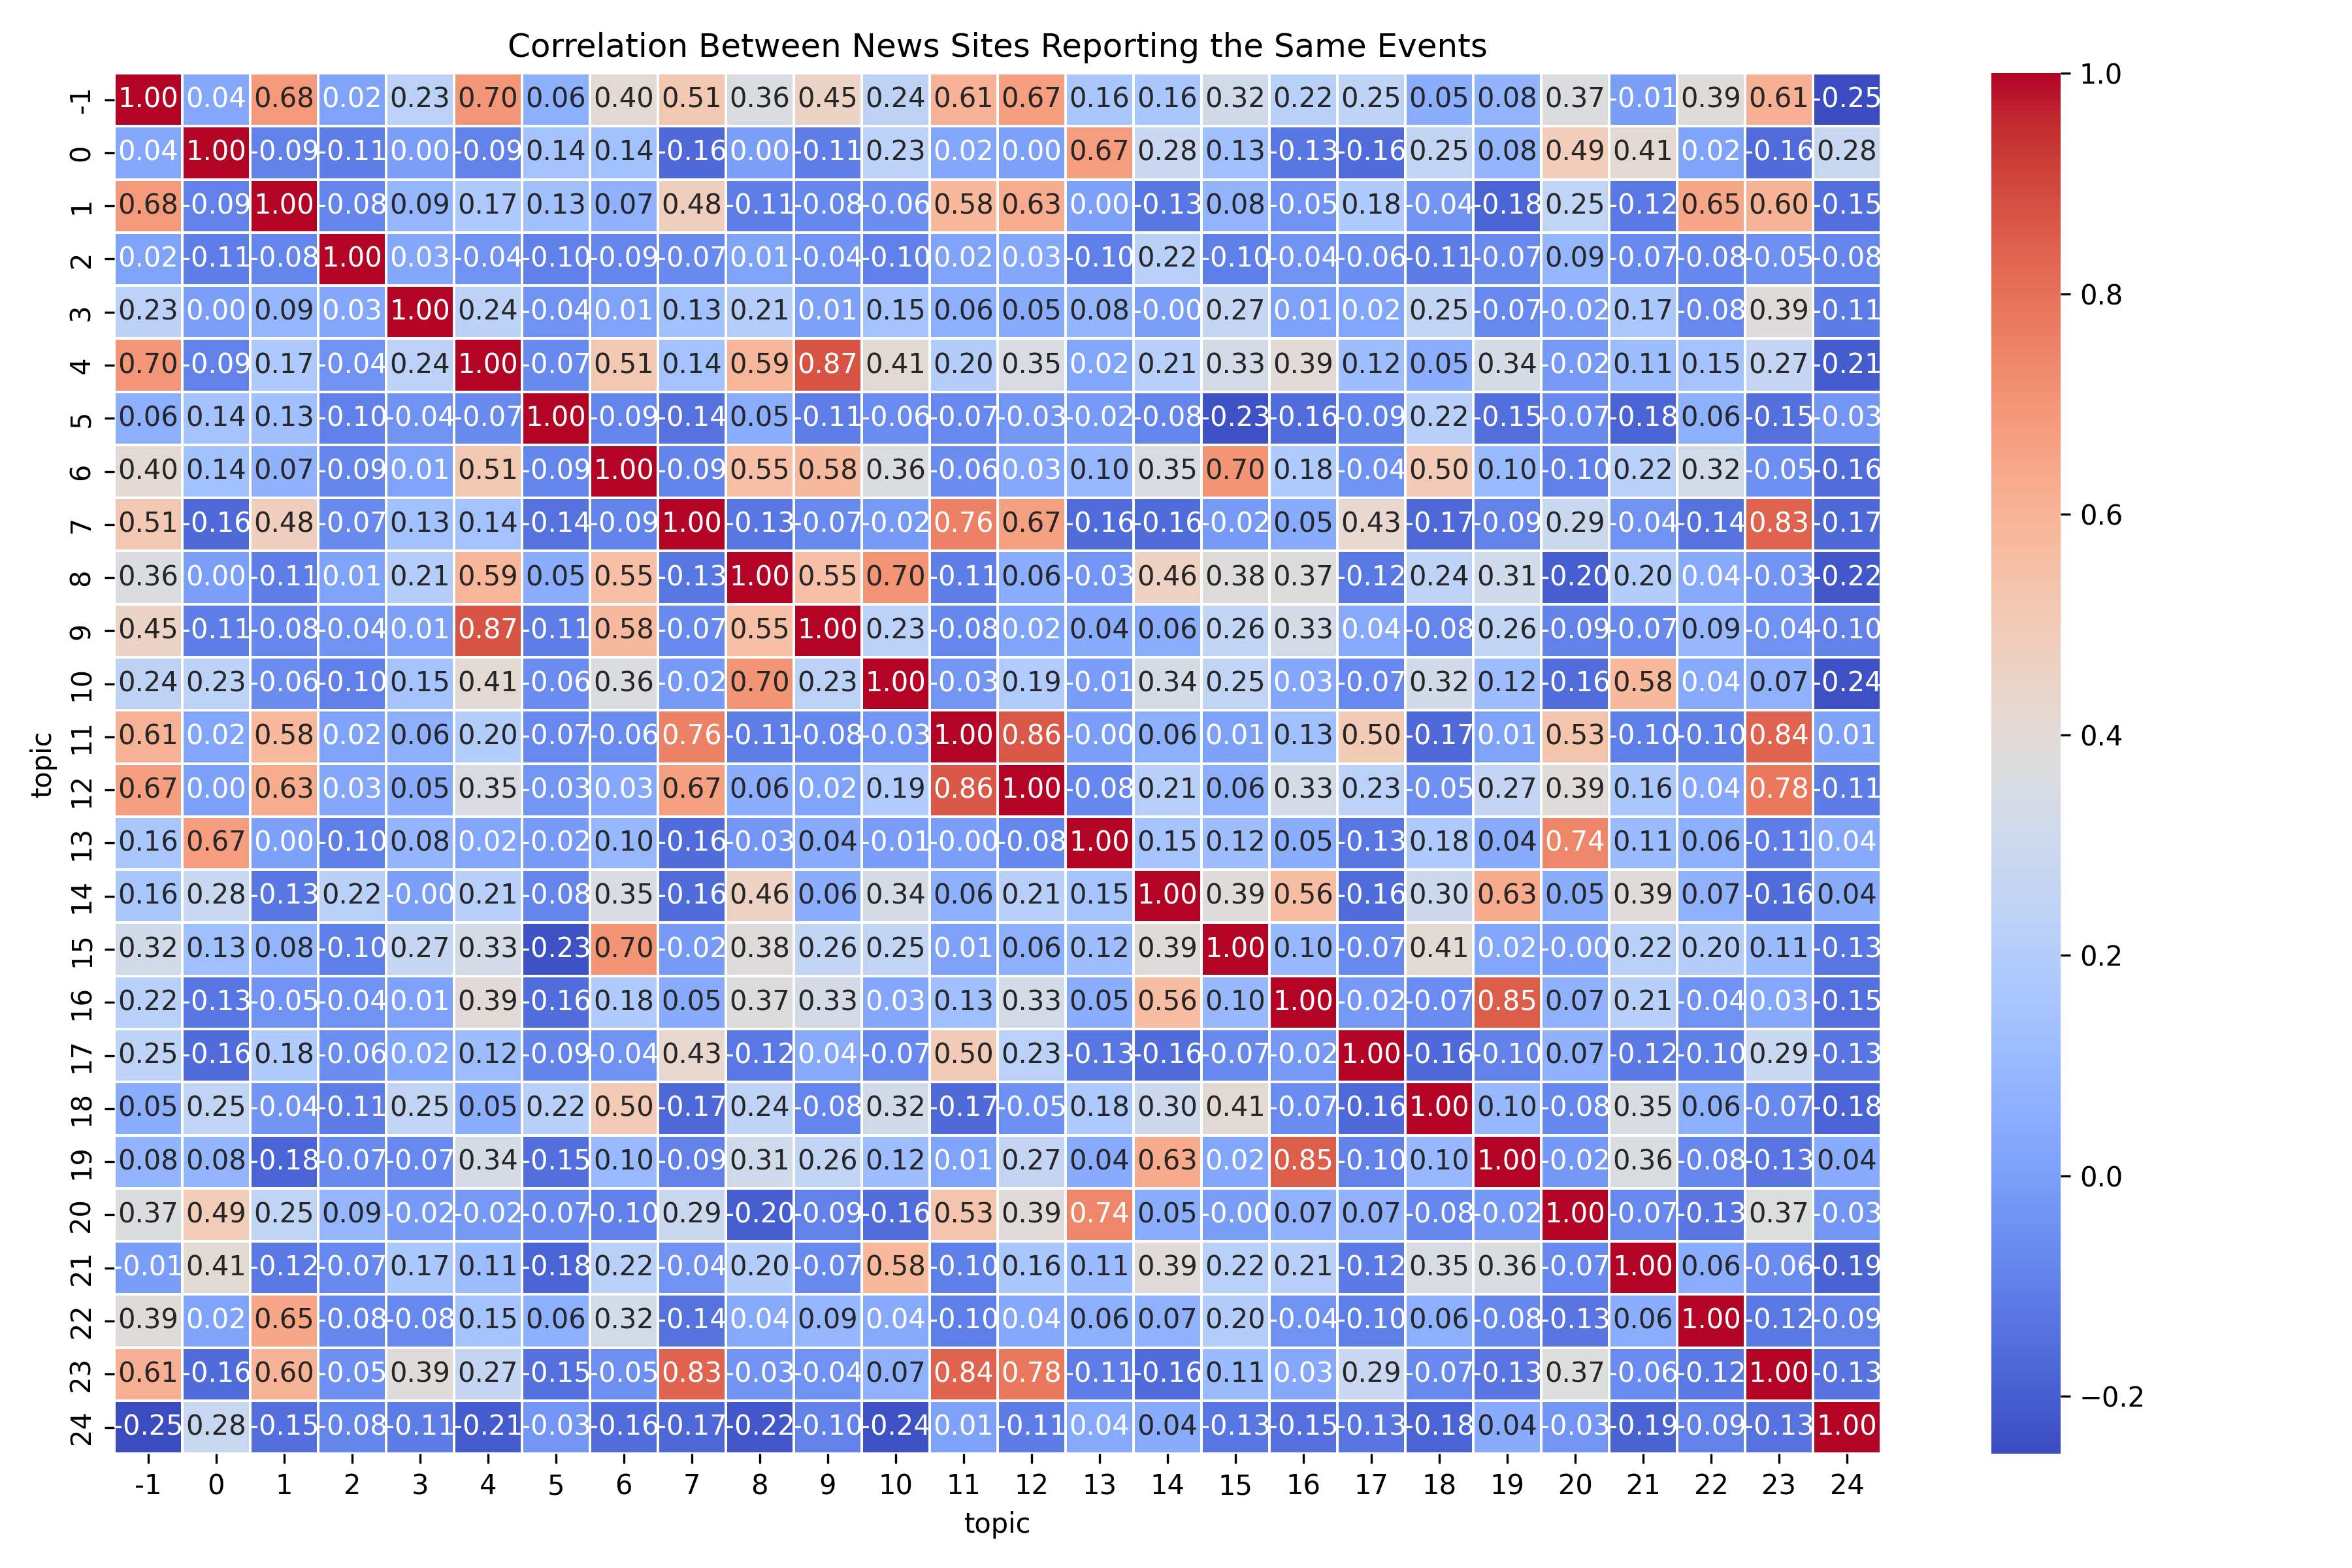 Correlation Between News Sites Reporting the Same Events
-1 1.00 0.04 0.68 0.02 0.23 0.70 0.06 0.40 0.51 0.36 0.45 0.24 0.61 0.67 0.16 0.16 0.32 0.22 0.25 0.05 0.08 0.37 -0.01 0.39 0.61 -0.25
0 0.04 1.00 -0.09 -0.11 0.00 -0.09 0.14 0.14 -0.16 0.00 -0.11 0.23 0.02 0.00 0.67 0.28 0.13 -0.13 -0.16 0.25 0.08 0.49 0.41 0.02 -0.16 0.28
1 0.68 -0.09 1.00 -0.08 0.09 0.17 0.13 0.07 0.48 -0.11 -0.08 -0.06 0.58 0.63 0.00 -0.13 0.08 -0.05 0.18 -0.04 -0.18 0.25 -0.12 0.65 0.60 -0.15
2 0.02 -0.11 -0.08 1.00 0.03 -0.04 -0.10 -0.09 -0.07 0.01 -0.04 -0.10 0.02 0.03 -0.10 0.22 -0.10 -0.04 -0.06 -0.11 -0.07 0.09 -0.07 -0.08 -0.05 -0.08
3 0.23 0.00 0.09 0.03 1.00 0.24 -0.04 0.01 0.13 0.21 0.01 0.15 0.06 0.05 0.08 -0.00 0.27 0.01 0.02 0.25 -0.07 -0.02 0.17 -0.08 0.39 -0.11
4 0.70 -0.09 0.17 -0.04 0.24 1.00 -0.07 0.51 0.14 0.59 0.87 0.41 0.20 0.35 0.02 0.21 0.33 0.39 0.12 0.05 0.34 -0.02 0.11 0.15 0.27 -0.21
5 0.06 0.14 0.13 -0.10 -0.04 -0.07 1.00 -0.09 -0.14 0.05 -0.11 -0.06 -0.07 -0.03 -0.02 -0.08 -0.23 -0.16 -0.09 0.22 -0.15 -0.07 -0.18 0.06 -0.15 -0.03
6 0.40 0.14 0.07 -0.09 0.01 0.51 -0.09 1.00 -0.09 0.55 0.58 0.36 -0.06 0.03 0.10 0.35 0.70 0.18 -0.04 0.50 0.10 -0.10 0.22 0.32 -0.05 -0.16
7 0.51 -0.16 0.48 -0.07 0.13 0.14 -0.14 -0.09 1.00 -0.13 -0.07 -0.02 0.76 0.67 -0.16 -0.16 -0.02 0.05 0.43 -0.17 -0.09 0.29 -0.04 -0.14 0.83 -0.17
8 0.36 0.00 -0.11 0.01 0.21 0.59 0.05 0.55 -0.13 1.00 0.55 0.70 -0.11 0.06 -0.03 0.46 0.38 0.37 -0.12 0.24 0.31 -0.20 0.20 0.04 -0.03 -0.22
9 0.45 -0.11 -0.08 -0.04 0.01 0.87 -0.11 0.58 -0.07 0.55 1.00 0.23 -0.08 0.02 0.04 0.06 0.26 0.33 0.04 -0.08 0.26 -0.09 -0.07 0.09 -0.04 -0.10
10 0.24 0.23 -0.06 -0.10 0.15 0.41 -0.06 0.36 -0.02 0.70 0.23 1.00 -0.03 0.19 -0.01 0.34 0.25 0.03 -0.07 0.32 0.12 -0.16 0.58 0.04 0.07 -0.24
11 0.61 0.02 0.58 0.02 0.06 0.20 -0.07 -0.06 0.76 -0.11 -0.08 -0.03 1.00 0.86 -0.00 0.06 0.01 0.13 0.50 -0.17 0.01 0.53 -0.10 -0.10 0.84 0.01
12 0.67 0.00 0.63 0.03 0.05 0.35 -0.03 0.03 0.67 0.06 0.02 0.19 0.86 1.00 -0.08 0.21 0.06 0.33 0.23 -0.05 0.27 0.39 0.16 0.04 0.78 -0.11
13 0.16 0.67 0.00 -0.10 0.08 0.02 -0.02 0.10 -0.16 -0.03 0.04 -0.01 -0.00 -0.08 1.00 0.15 0.12 0.05 -0.13 0.18 0.04 0.74 0.11 0.06 -0.11 0.04
14 0.16 0.28 -0.13 0.22 -0.00 0.21 -0.08 0.35 -0.16 0.46 0.06 0.34 0.06 0.21 0.15 1.00 0.39 0.56 -0.16 0.30 0.63 0.05 0.39 0.07 -0.16 0.04
15 0.32 0.13 0.08 -0.10 0.27 0.33 -0.23 0.70 -0.02 0.38 0.26 0.25 0.01 0.06 0.12 0.39 1.00 0.10 -0.07 0.41 0.02 -0.00 0.22 0.20 0.11 -0.13
16 0.22 -0.13 -0.05 -0.04 0.01 0.39 -0.16 0.18 0.05 0.37 0.33 0.03 0.13 0.33 0.05 0.56 0.10 1.00 -0.02 -0.07 0.85 0.07 0.21 -0.04 0.03 -0.15
17 0.25 -0.16 0.18 -0.06 0.02 0.12 -0.09 -0.04 0.43 -0.12 0.04 -0.07 0.50 0.23 -0.13 -0.16 -0.07 -0.02 1.00 -0.16 -0.10 0.07 -0.12 -0.10 0.29 -0.13
18 0.05 0.25 -0.04 -0.11 0.25 0.05 0.22 0.50 -0.17 0.24 -0.08 0.32 -0.17 -0.05 0.18 0.30 0.41 -0.07 -0.16 1.00 0.10 -0.08 0.35 0.06 -0.07 -0.18
19 0.08 0.08 -0.18 -0.07 -0.07 0.34 -0.15 0.10 -0.09 0.31 0.26 0.12 0.01 0.27 0.04 0.63 0.02 0.85 -0.10 0.10 1.00 -0.02 0.36 -0.08 -0.13 0.04
20 0.37 0.49 0.25 0.09 -0.02 -0.02 -0.07 -0.10 0.29 -0.20 -0.09 -0.16 0.53 0.39 0.74 0.05 -0.00 0.07 0.07 -0.08 -0.02 1.00 -0.07 -0.13 0.37 -0.03
21 -0.01 0.41 -0.12 -0.07 0.17 0.11 -0.18 0.22 -0.04 0.20 -0.07 0.58 -0.10 0.16 0.11 0.39 0.22 0.21 -0.12 0.35 0.36 -0.07 1.00 0.06 -0.06 -0.19
22 0.39 0.02 0.65 -0.08 -0.08 0.15 0.06 0.32 -0.14 0.04 0.09 0.04 -0.10 0.04 0.06 0.07 0.20 -0.04 -0.10 0.06 -0.08 -0.13 0.06 1.00 -0.12 -0.09
23 0.61 -0.16 0.60 -0.05 0.39 0.27 -0.15 -0.05 0.83 -0.03 -0.04 0.07 0.84 0.78 -0.11 -0.16 0.11 0.03 0.29 -0.07 -0.13 0.37 -0.06 -0.12 1.00 -0.13
24 -0.25 0.28 -0.15 -0.08 -0.11 -0.21 -0.03 -0.16 -0.17 -0.22 -0.10 -0.24 0.01 -0.11 0.04 0.04 -0.13 -0.15 -0.13 -0.18 0.04 -0.03 -0.19 -0.09 -0.13 1.00
-1 0 1 2 3 4 5 6 7 8 9 10 11 12 13 14 15 16 17 18 19 20 21 22 23 24
topic
topic
1.0
0.8
0.6
0.4
0.2
0.0
−0.2